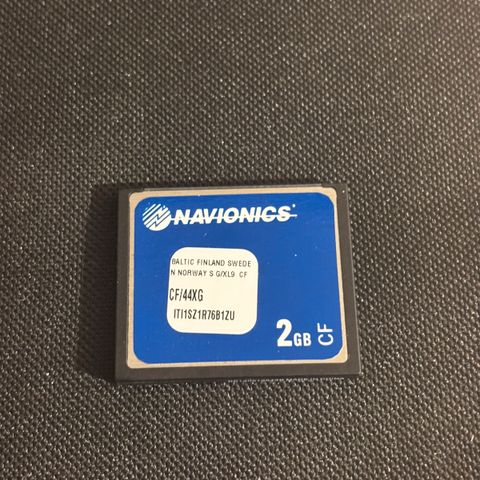 NAVIONICS
BALTIC FINLAND SWEDE
N NORWAY S G/XL9 CF
CF/44XG
ITI1SZ1R76B1ZU
2GB CF